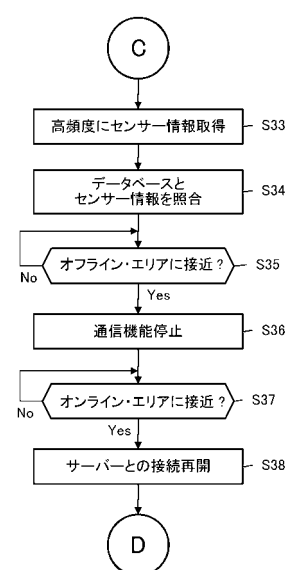 C
高頻度にセンサー情報取得
S33
データベースと
センサー情報を照合
S34
オフライン・エリアに接近?
S35
No
Yes
通信機能停止
S36
オンライン・エリアに接近?
S37
No
Yes
サーバーとの接続再開
S38
D